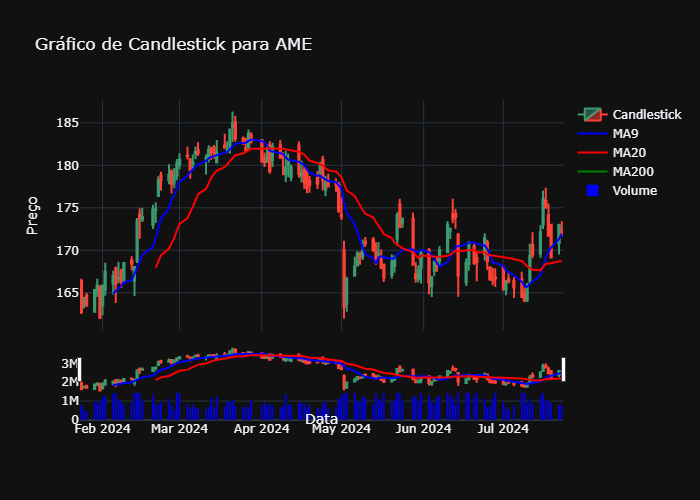 Gráfico de Candlestick para AME
Candlestick
MA9
MA20
MA200
Volume
Preço
185
180
175
170
165
3M
2M
1M
0
Data
Feb 2024
Mar 2024
Apr 2024
May 2024
Jun 2024
Jul 2024